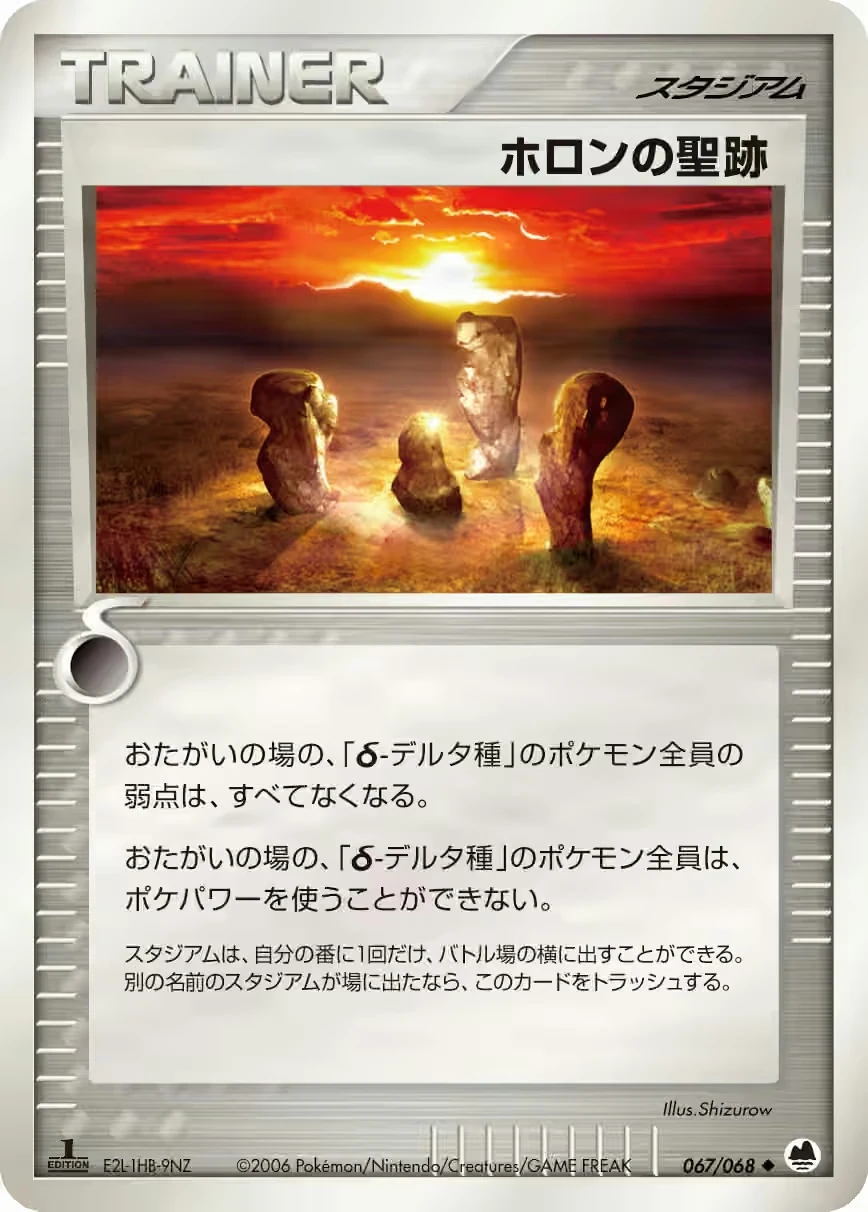 TRAINER
スタジアム
ホロンの聖跡
おたがいの場の、「δ-デルタ種」のポケモン全員の
弱点は、すべてなくなる。
おたがいの場の、「δ-デルタ種」のポケモン全員は、
ポケパワーを使うことができない。
スタジアムは、自分の番に1回だけ、バトル場の横に出すことができる。
別の名前のスタジアムが場に出たなら、このカードをトラッシュする。
Illus.Shizurow
1 EDITION E2L-1HB-9NZ ©2006 Pokémon/Nintendo/Creatures/GAME FREAK 067/068 ◆